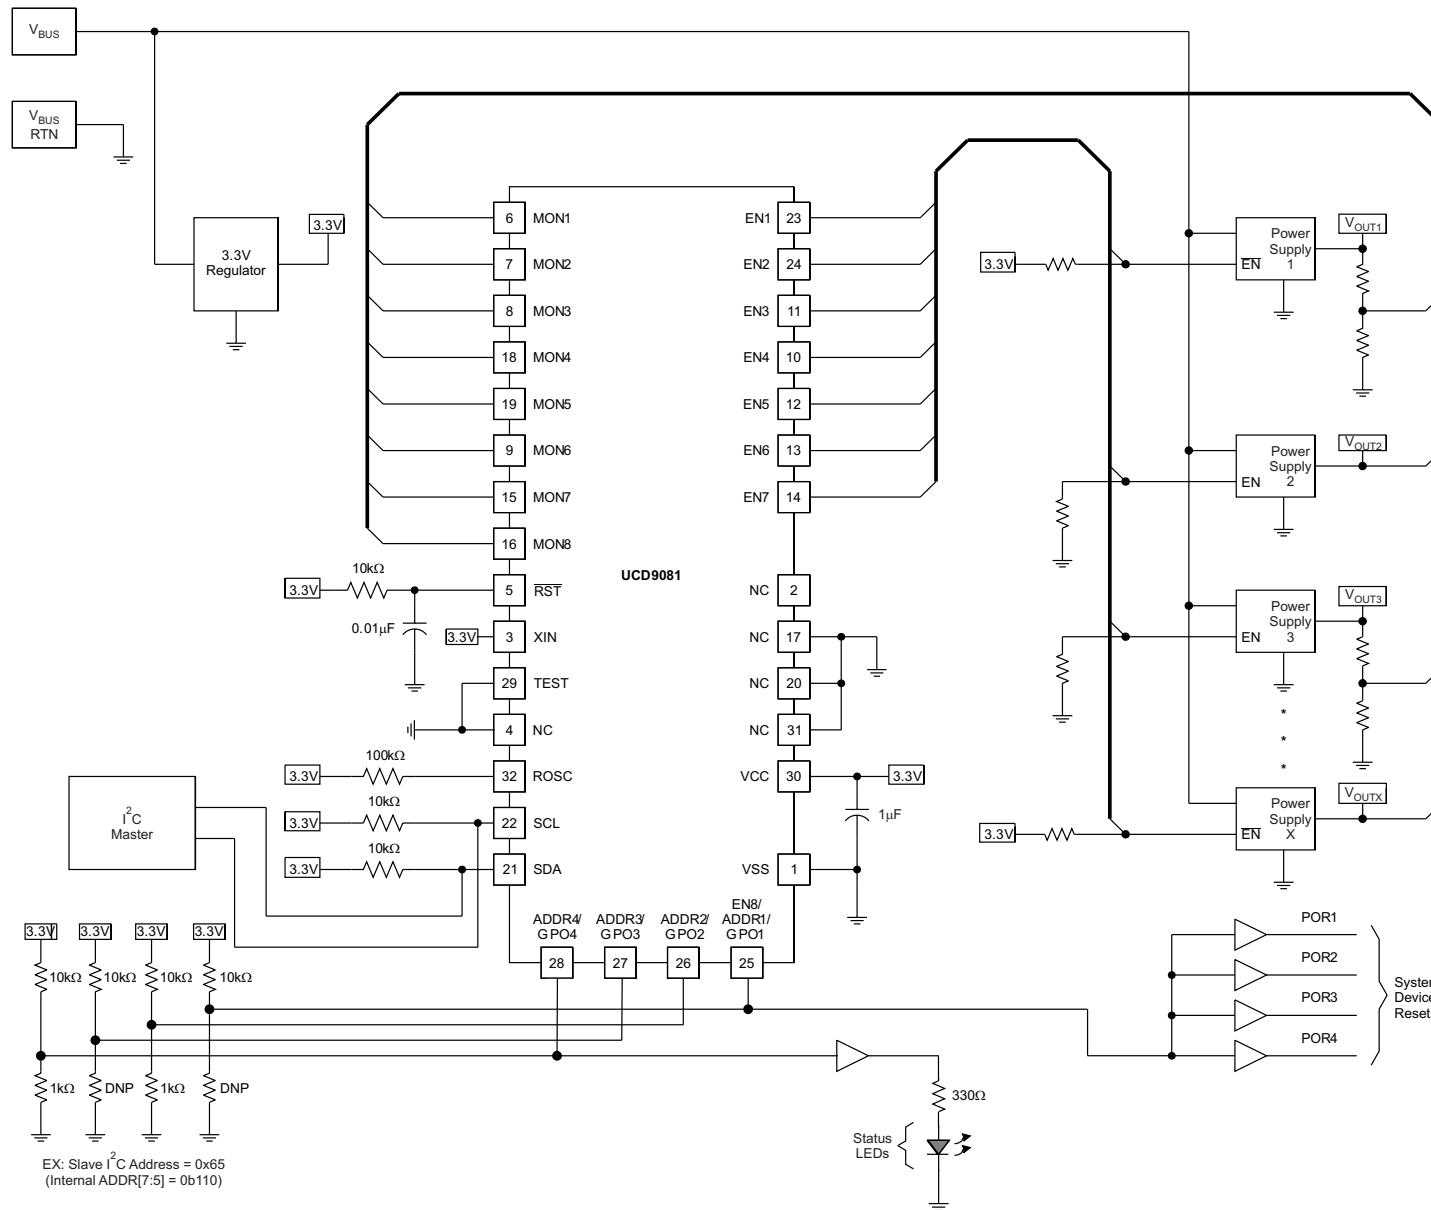 V BUS
V BUS
RTN
3.3V
Regulator
3.3V
6 MON1
7 MON2
8 MON3
18 MON4
19 MON5
9 MON6
15 MON7
16 MON8
10kΩ
3.3V
5 RST
0.01µF
3.3V
3 XIN
29 TEST
4 NC
100kΩ
3.3V
32 ROSC
10kΩ
3.3V
22 SCL
10kΩ
3.3V
21 SDA
I2C
Master
UCD9081
EN1 23
EN2 24
EN3 11
EN4 10
EN5 12
EN6 13
EN7 14
NC 2
NC 17
NC 20
NC 31
VCC 30
3.3V
1µF
VSS 1
ADDR4/
GPO4
28
ADDR3/
GPO3
27
ADDR2/
GPO2
26
EN8/
ADDR1/
GPO1
25
3.3V
Power
Supply
1
EN
VOUT1
Power
Supply
2
EN
VOUT2
Power
Supply
3
EN
VOUT3
*
*
*
3.3V
Power
Supply
X
EN
VOUTX
3.3V 3.3V 3.3V 3.3V
10kΩ 10kΩ 10kΩ 10kΩ
1kΩ DNP 1kΩ DNP
EX: Slave I2C Address = 0x65
(Internal ADDR[7:5] = 0b110)
330Ω
Status
LEDs
POR1
POR2
POR3
POR4
System
Device
Reset